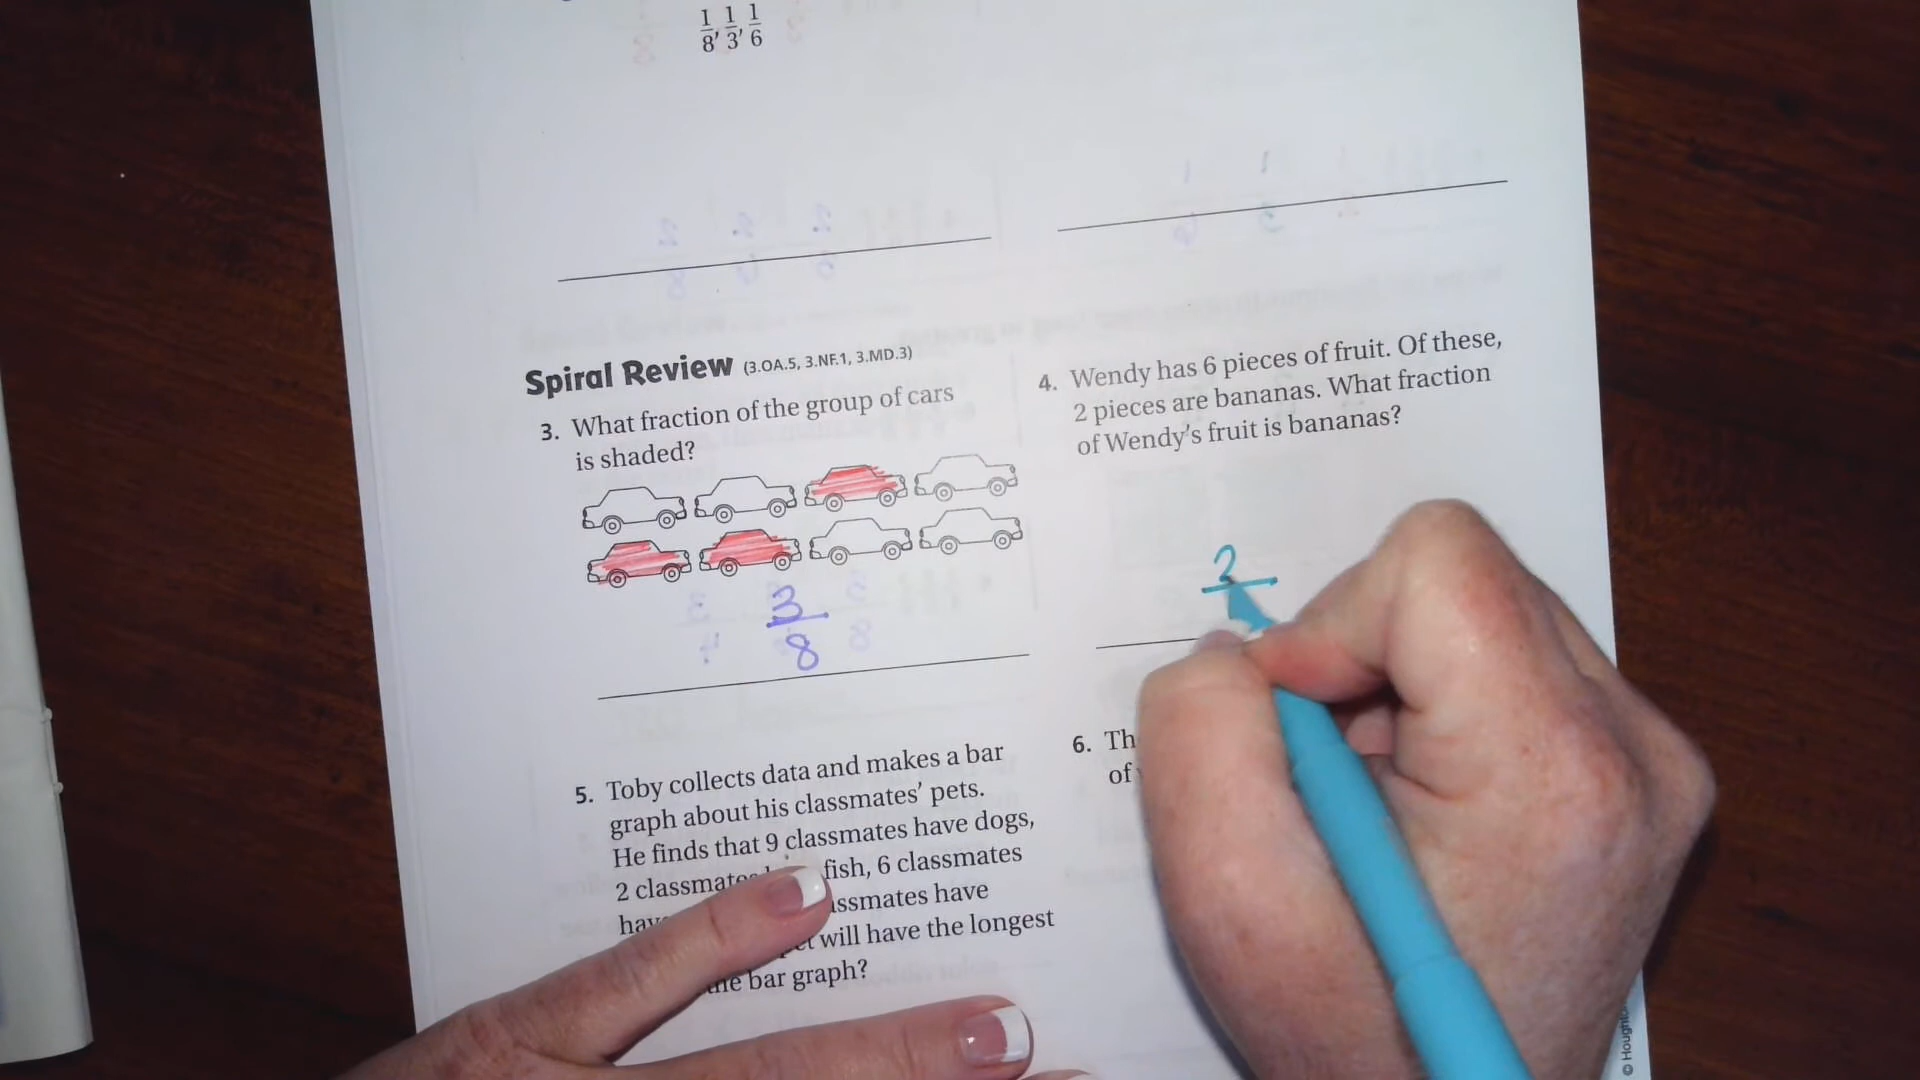 1/8, 1/3, 1/6
Spiral Review (3.OA.5, 3.NF.1, 3.MD.3)
3. What fraction of the group of cars
is shaded?
3/8
4. Wendy has 6 pieces of fruit. Of these,
2 pieces are bananas. What fraction
of Wendy's fruit is bananas?
2
5. Toby collects data and makes a bar
graph about his classmates' pets.
He finds that 9 classmates have dogs,
2 fish, 6 classmates
have
will have the longest
bar graph?
6.
of
©